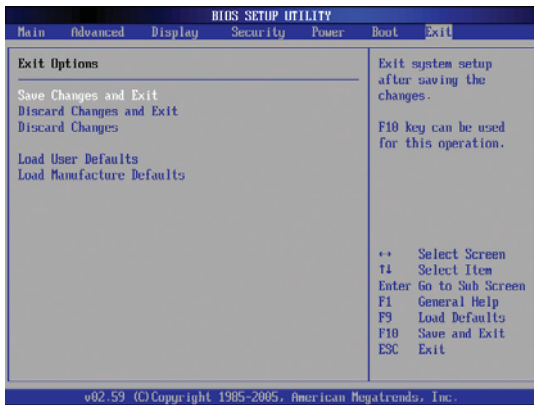 BIOS SETUP UTILITY
Main Advanced Display Security Power Boot Exit
Exit Options
Save Changes and Exit
Discard Changes and Exit
Discard Changes
Load User Defaults
Load Manufacture Defaults
Exit system setup
after saving the
changes.
F10 key can be used
for this operation.
↔ Select Screen
↑↓ Select Item
Enter Go to Sub Screen
F1 General Help
F9 Load Defaults
F10 Save and Exit
ESC Exit
v02.59 (C)Copyright 1985-2005, American Megatrends, Inc.